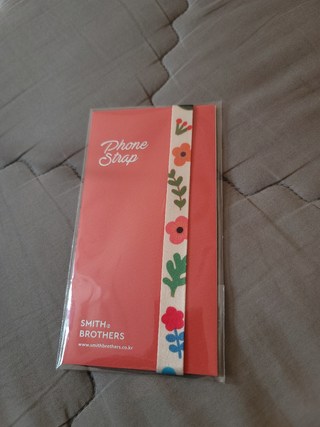 Phone
Strap
SMITH &
BROTHERS
www.smithbrothers.co.kr